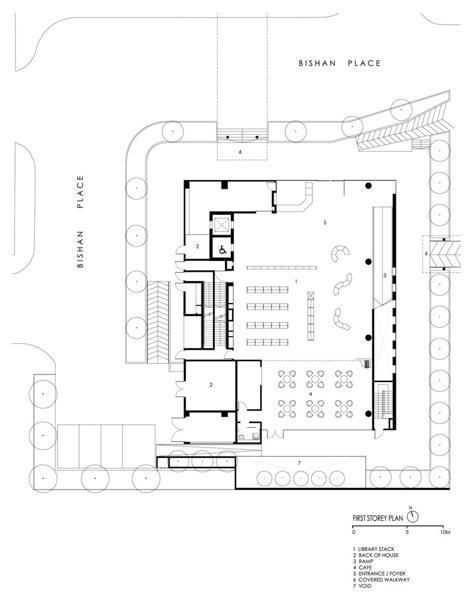 BISHAN PLACE
6
BISHAN PLACE
5
2
6
3
1
2
4
7
N
FIRST STOREY PLAN
0 5 10M
1 LIBRARY STACK
2 BACK OF HOUSE
3 RAMP
4 CAFE
5 ENTRANCE / FOYER
6 COVERED WALKWAY
7 VOID